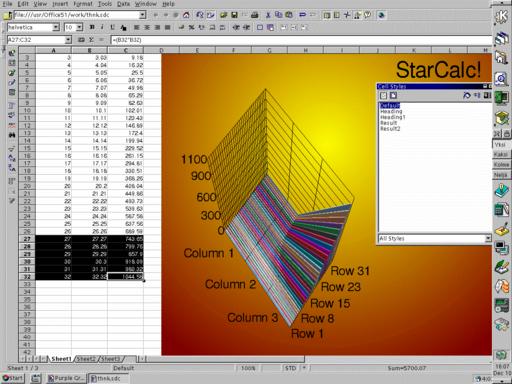 file:///usr/Office51/work/thnk.sdc
File Edit View Insert Format Tools Data Window Help
helvetica 10
A27:C32 =(B32*B32)
A B C
3 3 3.03 9.18
4 4 4.04 16.32
5 5 5.05 25.5
6 6 6.06 36.72
7 7 7.07 49.98
8 8 8.08 65.29
9 9 9.09 82.63
10 10 10.1 102.01
11 11 11.11 123.43
12 12 12.12 146.89
13 13 13.13 172.4
14 14 14.14 199.94
15 15 15.15 229.52
16 16 16.16 261.15
17 17 17.17 294.81
18 18 18.18 330.51
19 19 19.19 368.26
20 20 20.2 408.04
21 21 21.21 449.86
22 22 22.22 493.73
23 23 23.23 539.63
24 24 24.24 587.58
25 25 25.25 637.56
26 26 26.26 689.59
27 27 27.27 743.65
28 28 28.28 799.76
29 29 29.29 857.9
30 30 30.3 918.09
31 31 31.31 980.32
32 32 32.32 1044.58
33
34
35
36
37
38
39
40
41
42
StarCalc!
1100
900
600
300
0
Column 1
Column 2
Column 3
Row 31
Row 23
Row 15
Row 8
Row 1
Cell Styles
Default
Heading
Heading1
Result
Result2
All Styles
Yksi
Kaksi
Kolme
Neljä
Sheet1 Sheet2 Sheet3
Sheet 1 / 3 Default 100% STD * Sum=5700.07
Start Purple Gr... thnk.sdc
16:07
Dec 10